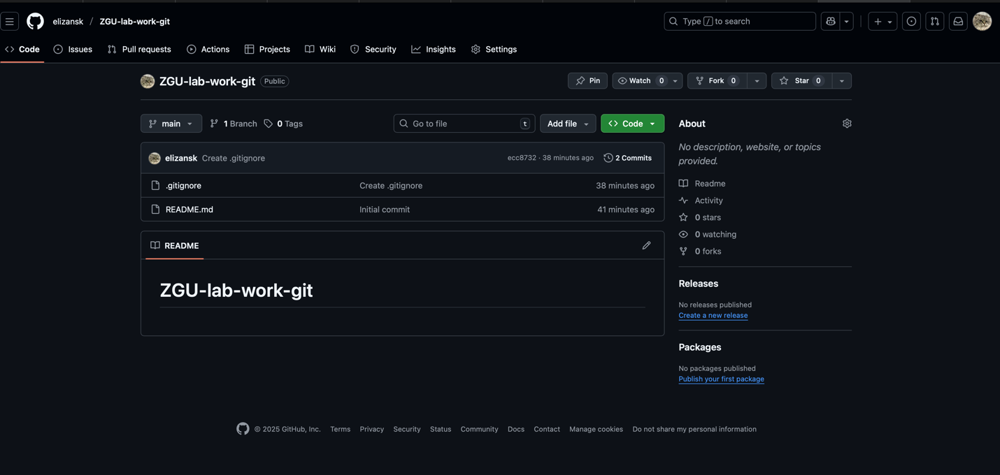 elizansk / ZGU-lab-work-git
Type / to search
Code Issues Pull requests Actions Projects Wiki Security Insights Settings
ZGU-lab-work-git Public
Pin Watch 0 Fork 0 Star 0
main 1 Branch 0 Tags Go to file t Add file Code
elizansk Create .gitignore ecc8732 · 38 minutes ago 2 Commits
.gitignore Create .gitignore 38 minutes ago
README.md Initial commit 41 minutes ago
README
ZGU-lab-work-git
About
No description, website, or topics
provided.
Readme
Activity
0 stars
0 watching
0 forks
Releases
No releases published
Create a new release
Packages
No packages published
Publish your first package
© 2025 GitHub, Inc. Terms Privacy Security Status Community Docs Contact Manage cookies Do not share my personal information